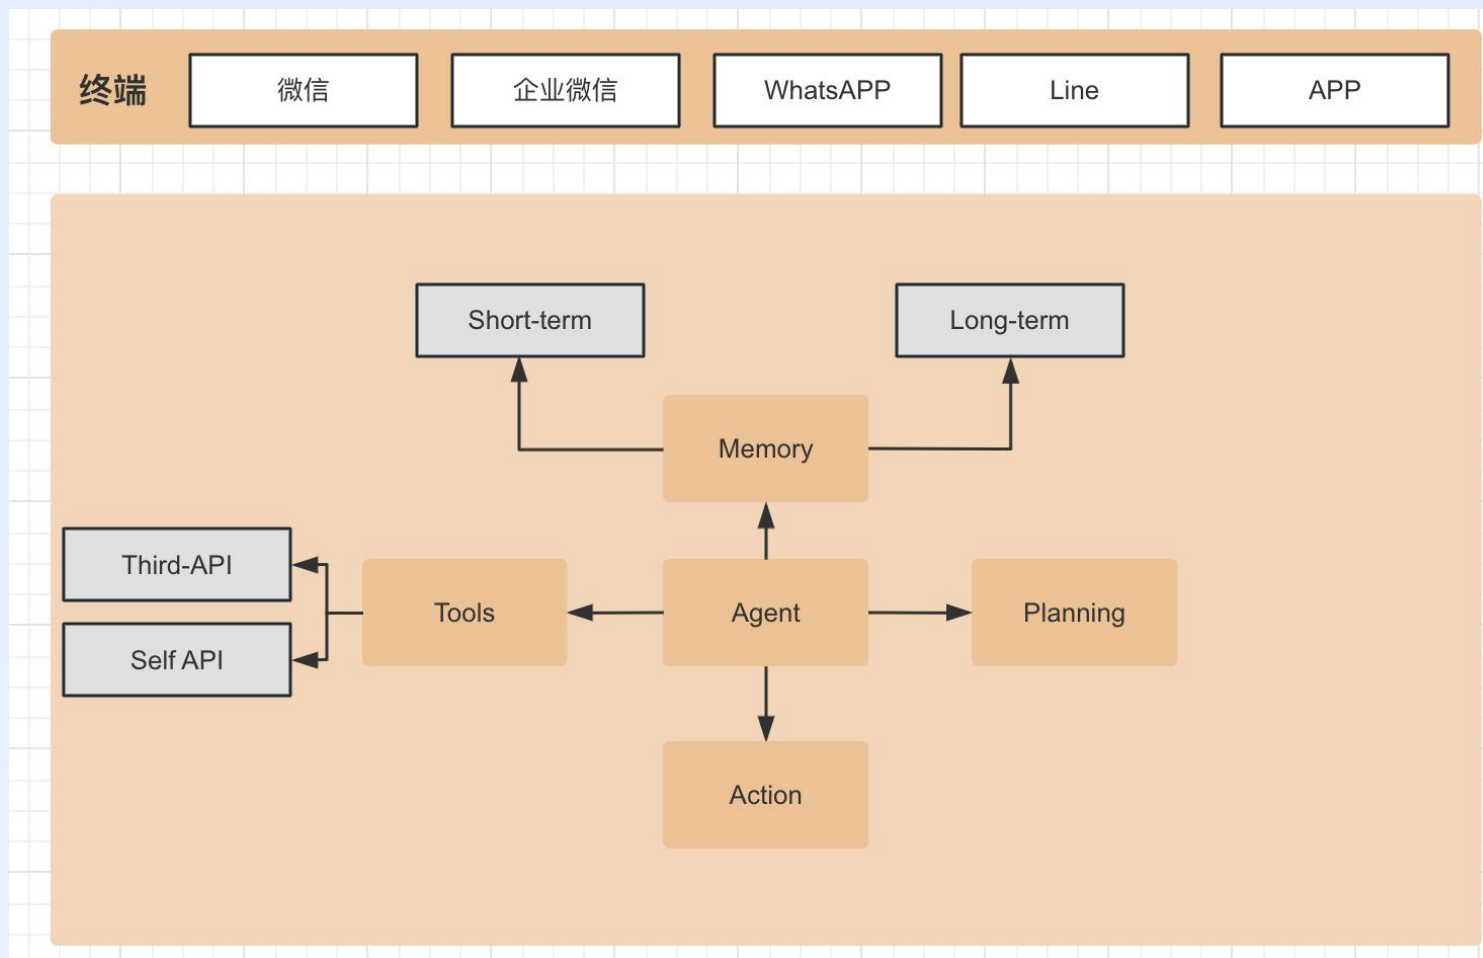 终端
微信
企业微信
WhatsAPP
Line
APP
Short-term
Long-term
Memory
Third-API
Self API
Tools
Agent
Planning
Action